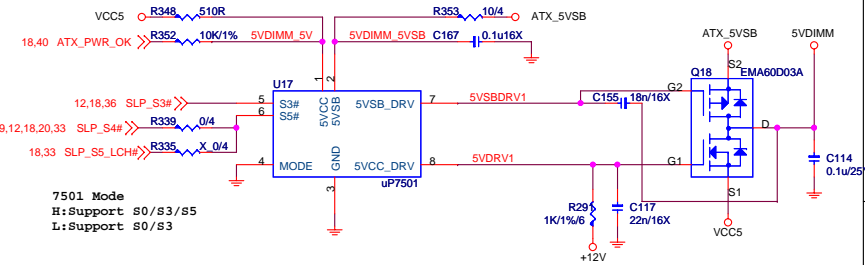 VCC5 R348 510R R353 10/4 ATX_5VSB
18,40 ATX_PWR_OK R352 10K/1% 5VDIMM_5V 5VDIMM_5VSB C167 0.1u16X
ATX_5VSB 5VDIMM
U17 1 2 S2 Q18 EMA60D03A
12,18,36 SLP_S3# 5 S3# 5VCC 5VSB 5VSB_DRV 7 5VSBDRV1 C155 18n/16X G2
9,12,18,20,33 SLP_S4# R339 0/4 6 S5# D
18,33 SLP_S5_LCH# R335 X_0/4
4 MODE GND 5VCC_DRV 8 5VDRV1 G1 C114
0.1u/25
3 uP7501 S1
7501 Mode
H:Support S0/S3/S5
L:Support S0/S3
R291 C117
1K/1%/6 22n/16X
+12V VCC5